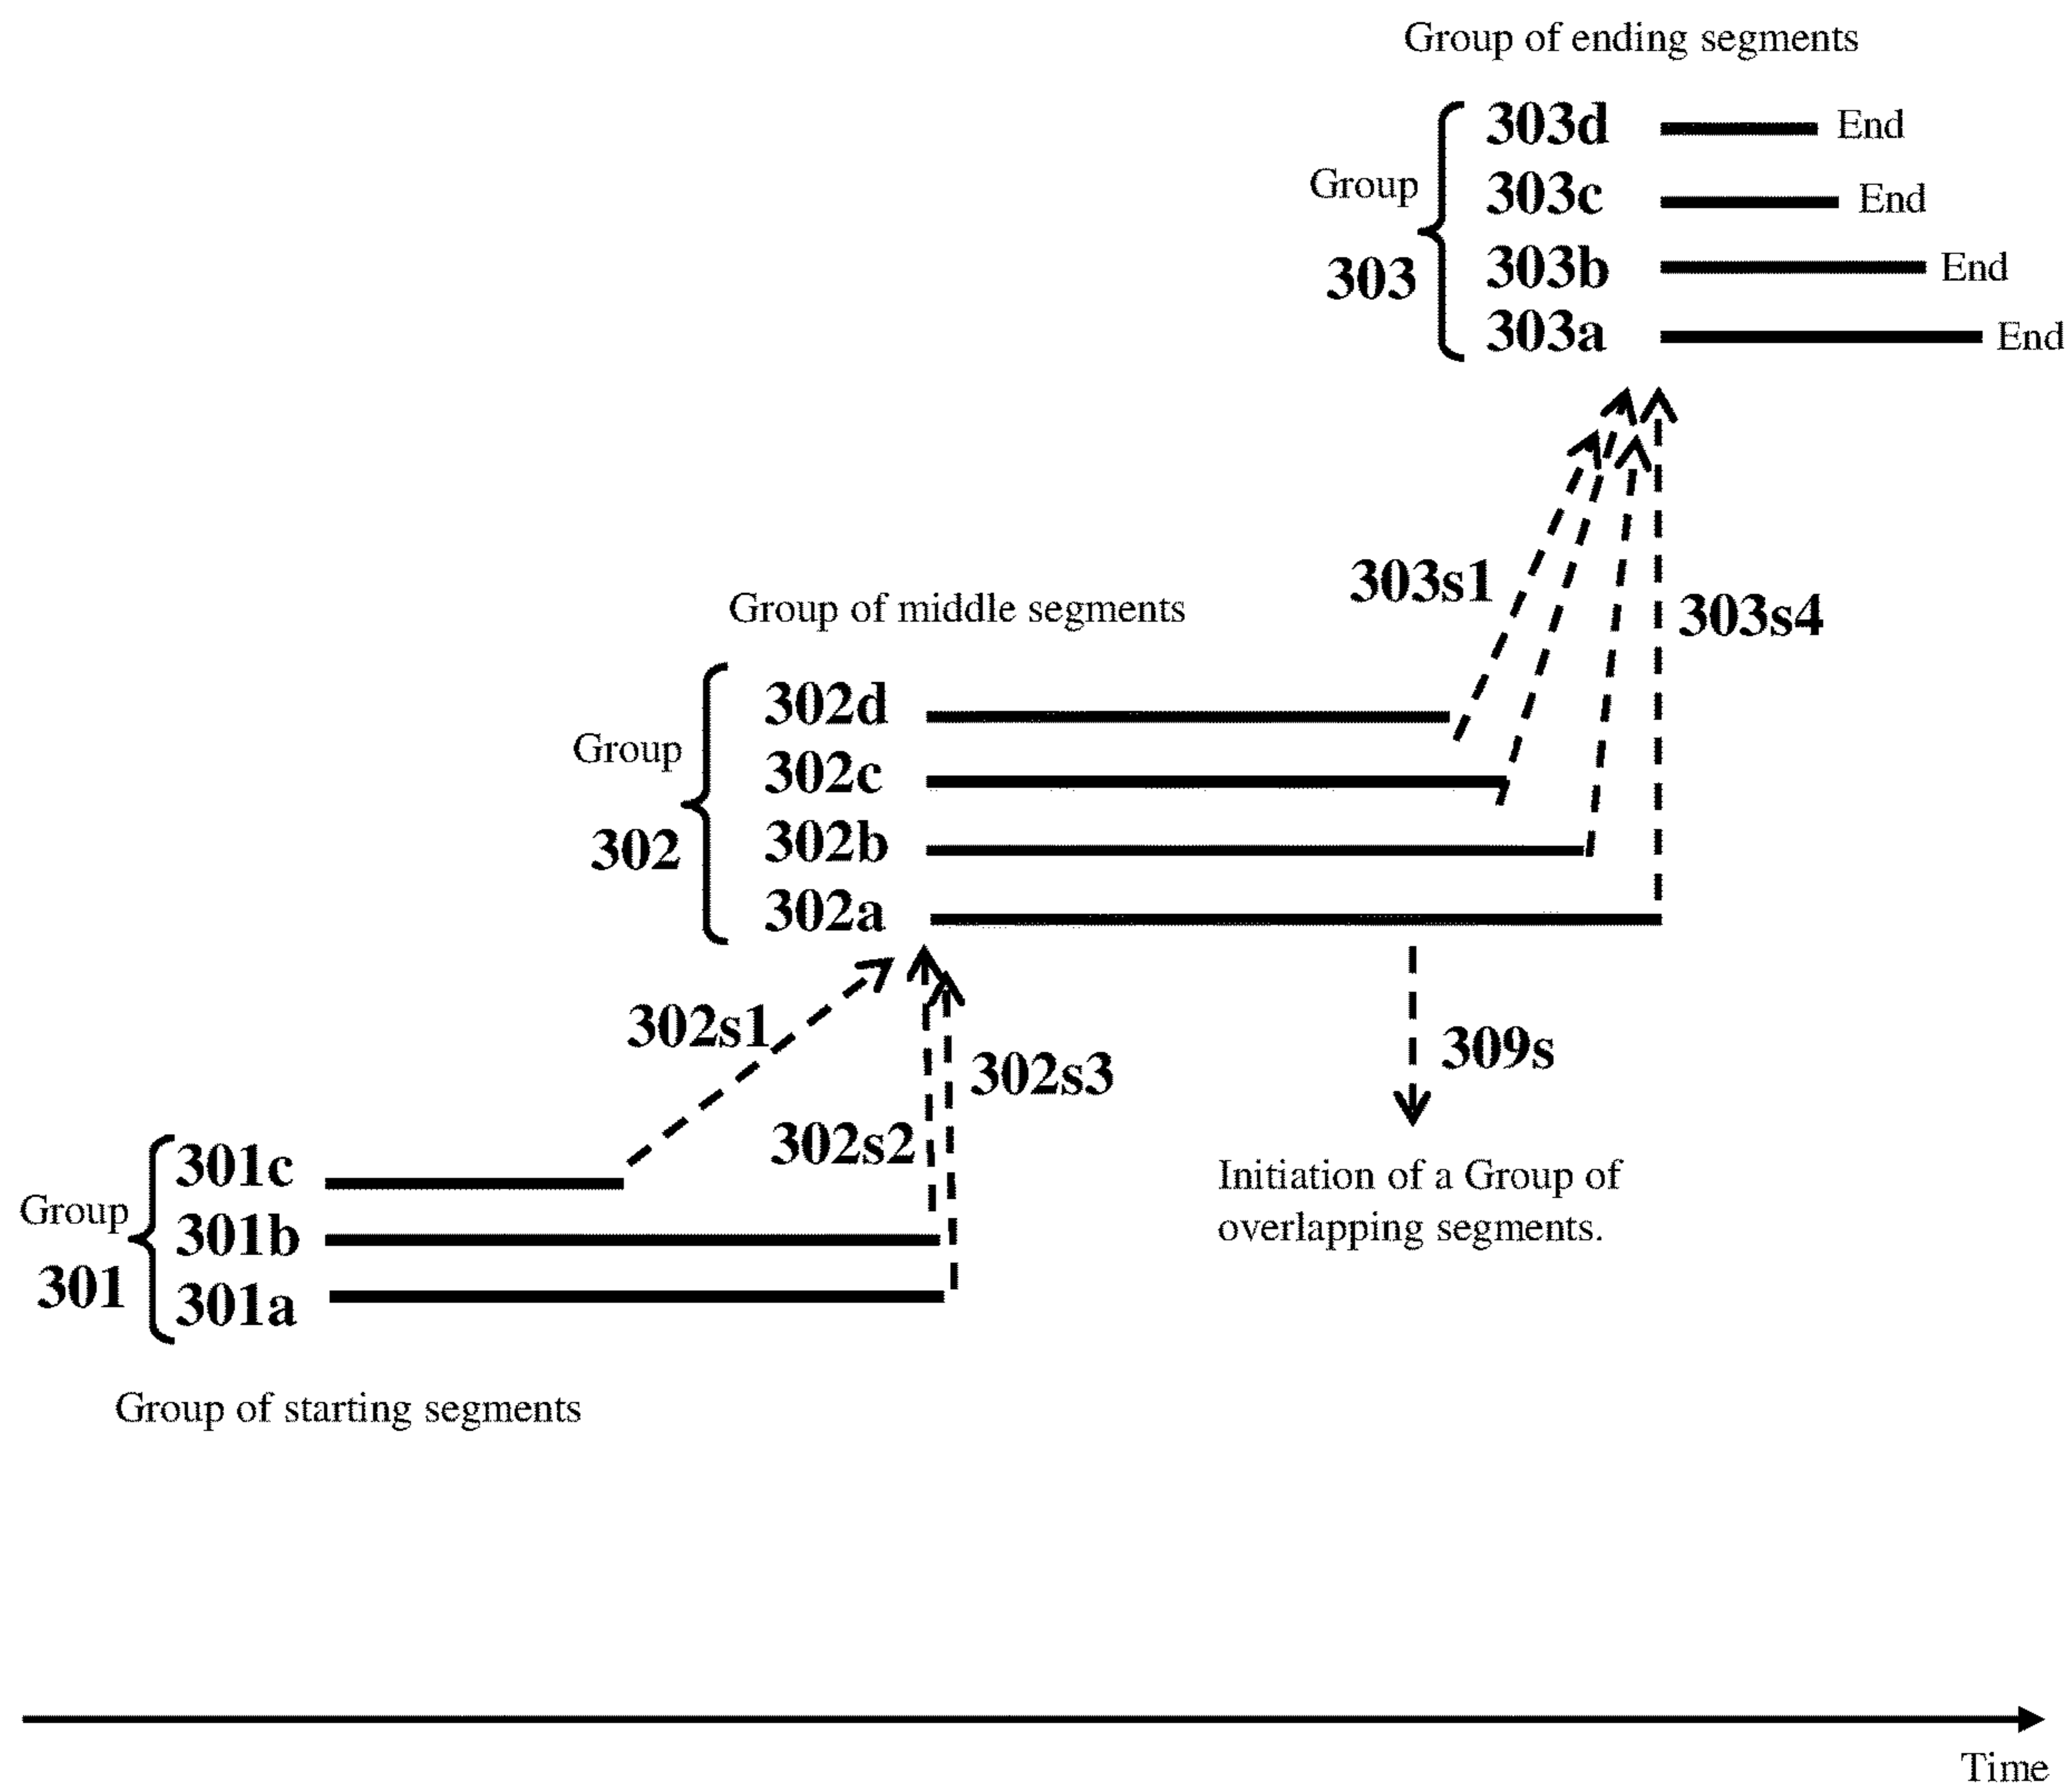 Group of ending segments
303d End
Group
303c End
303b End
303
303a End
303s1
303s4
Group of middle segments
302d
Group
302c
302b
302
302a
302s1
309s
302s3
302s2
301c
Initiation of a Group of
Group
overlapping segments.
301b
301
301a
Group of starting segments
Time